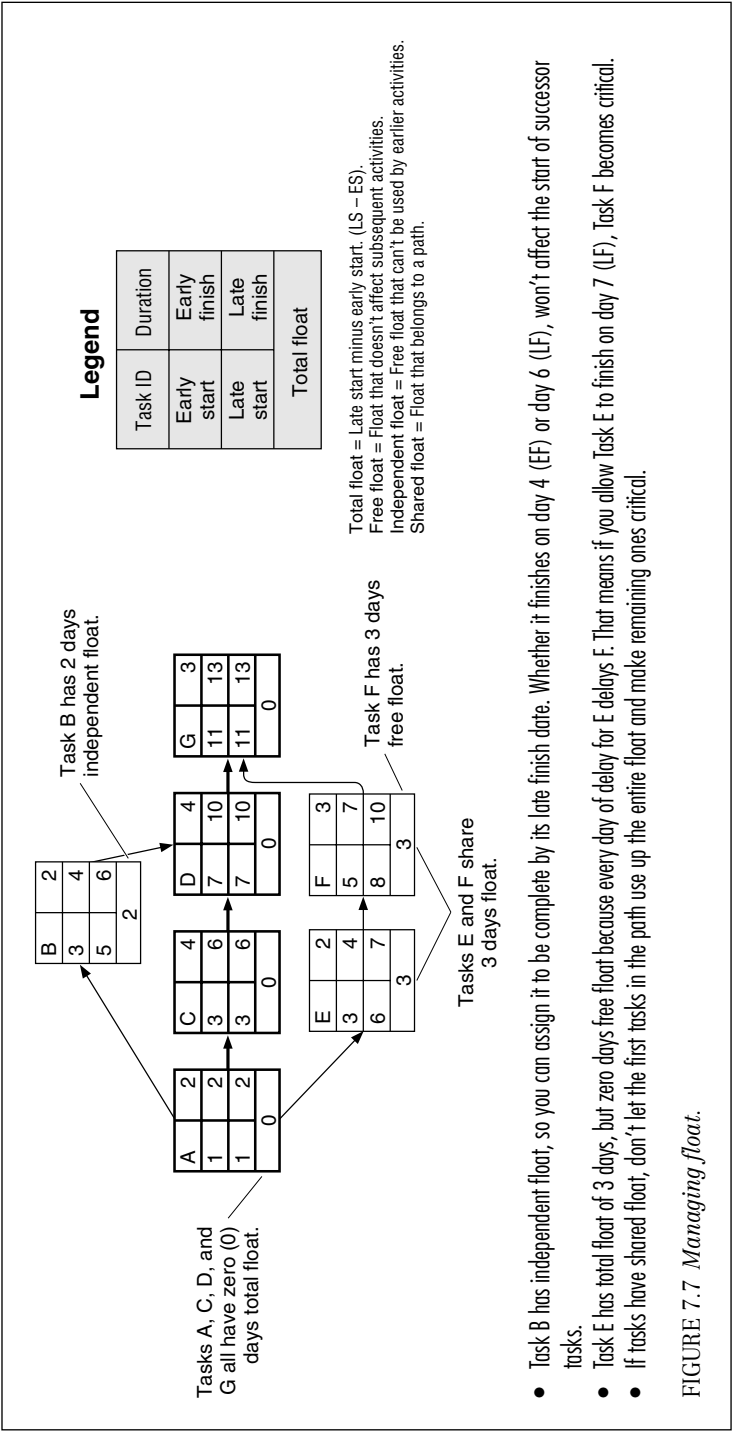 Tasks A, C, D, and
G all have zero (0)
days total float.
A 2
1 2
1 2
0
B 2
3 4
5 6
2
Task B has 2 days
independent float.
C 4
3 6
3 6
0
D 4
7 10
7 10
0
G 3
11 13
11 13
0
E 2
3 4
6 7
3
F 3
5 7
8 10
3
Task F has 3 days
free float.
Tasks E and F share
3 days float.
Legend
Task ID Duration
Early start Early finish
Late start Late finish
Total float
Total float = Late start minus early start. (LS – ES).
Free float = Float that doesn't affect subsequent activities.
Independent float = Free float that can't be used by earlier activities.
Shared float = Float that belongs to a path.
• Task B has independent float, so you can assign it to be complete by its late finish date. Whether it finishes on day 4 (EF) or day 6 (LF), won't affect the start of successor
tasks.
• Task E has total float of 3 days, but zero days free float because every day of delay for E delays F. That means if you allow Task E to finish on day 7 (LF), Task F becomes critical.
• If tasks have shared float, don't let the first tasks in the path use up the entire float and make remaining ones critical.
FIGURE 7.7 Managing float.